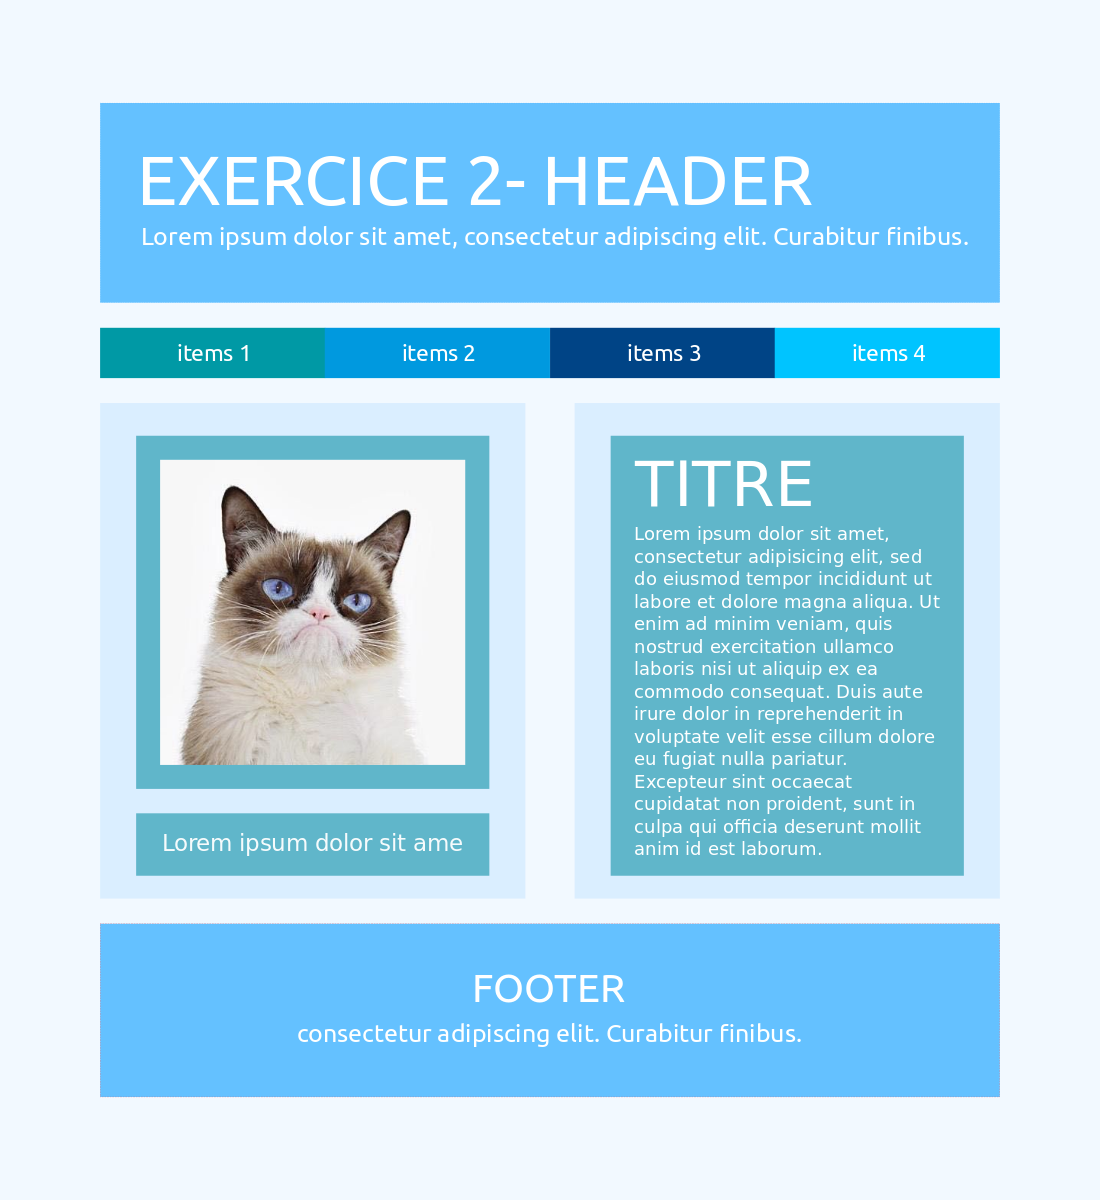 EXERCICE 2- HEADER
Lorem ipsum dolor sit amet, consectetur adipiscing elit. Curabitur finibus.
items 1
items 2
items 3
items 4
Lorem ipsum dolor sit ame
TITRE
Lorem ipsum dolor sit amet,
consectetur adipisicing elit, sed
do eiusmod tempor incididunt ut
labore et dolore magna aliqua. Ut
enim ad minim veniam, quis
nostrud exercitation ullamco
laboris nisi ut aliquip ex ea
commodo consequat. Duis aute
irure dolor in reprehenderit in
voluptate velit esse cillum dolore
eu fugiat nulla pariatur.
Excepteur sint occaecat
cupidatat non proident, sunt in
culpa qui officia deserunt mollit
anim id est laborum.
FOOTER
consectetur adipiscing elit. Curabitur finibus.